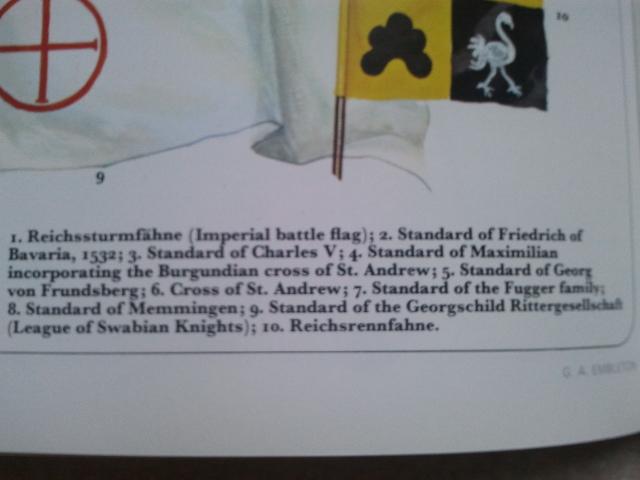 10
9
1. Reichssturmfähne (Imperial battle flag); 2. Standard of Friedrich of
Bavaria, 1532; 3. Standard of Charles V; 4. Standard of Maximilian
incorporating the Burgundian cross of St. Andrew; 5. Standard of Georg
von Frundsberg; 6. Cross of St. Andrew; 7. Standard of the Fugger family;
8. Standard of Memmingen; 9. Standard of the Georgschild Rittergesellschaft
(League of Swabian Knights); 10. Reichsrennfahne.
G. A. EMBLETON